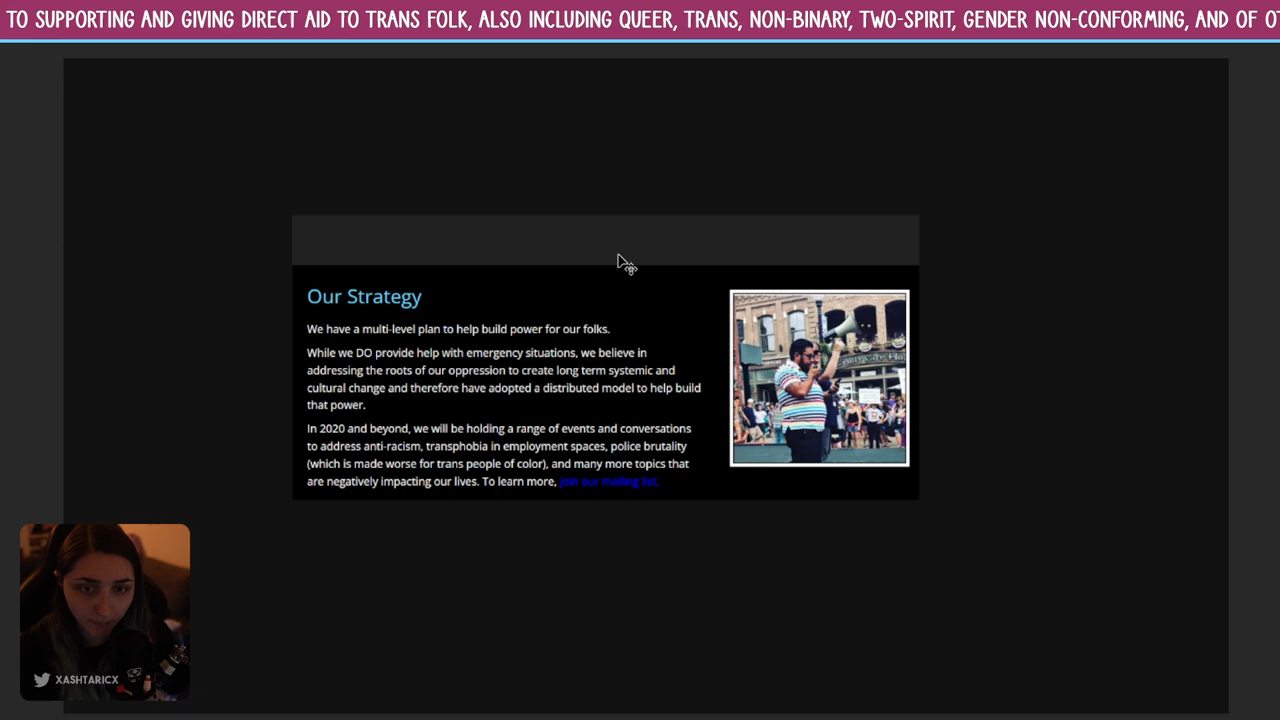 TO SUPPORTING AND GIVING DIRECT AID TO TRANS FOLK, ALSO INCLUDING QUEER, TRANS, NON-BINARY, TWO-SPIRIT, GENDER NON-CONFORMING, AND OF
Our Strategy
We have a multi-level plan to help build power for our folks.
While we DO provide help with emergency situations, we believe in
addressing the roots of our oppression to create long term systemic and
cultural change and therefore have adopted a distributed model to help build
that power.
In 2020 and beyond, we will be holding a range of events and conversations
to address anti-racism, transphobia in employment spaces, police brutality
(which is made worse for trans people of color), and many more topics that
are negatively impacting our lives. To learn more, join our mailing list.
XASHTARICX